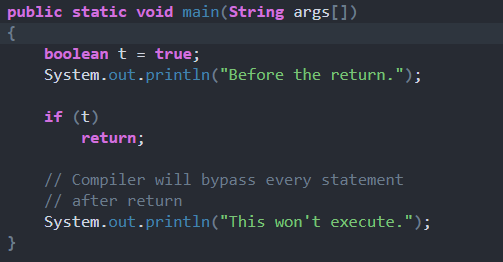 public static void main(String args[])
{
    boolean t = true;
    System.out.println("Before the return.");

    if (t)
        return;

    // Compiler will bypass every statement
    // after return
    System.out.println("This won't execute.");
}